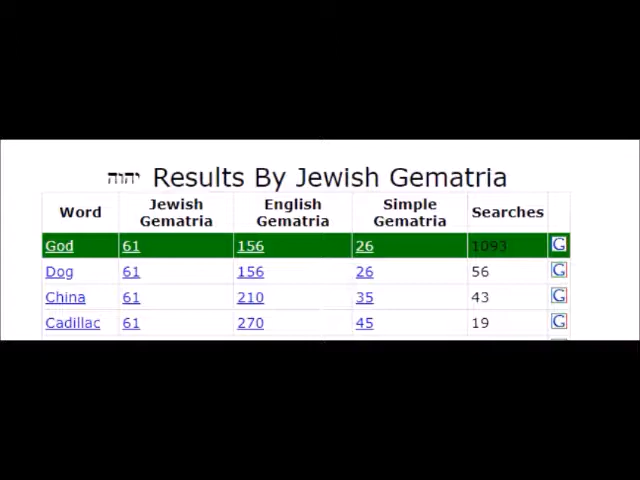 יהוה Results By Jewish Gematria
Word Jewish Gematria English Gematria Simple Gematria Searches
God 61 156 26 1093 G
Dog 61 156 26 56 G
China 61 210 35 43 G
Cadillac 61 270 45 19 G